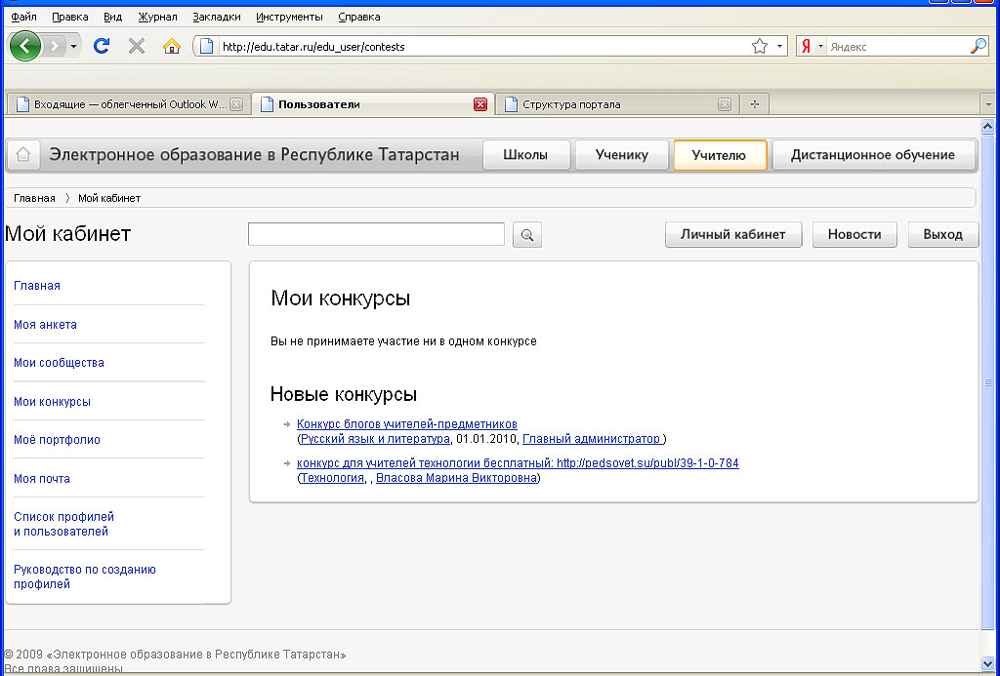 Файл Правка Вид Журнал Закладки Инструменты Справка
http://edu.tatar.ru/edu_user/contests
Я Яндекс
Входящие — облегченный Outlook W...
Пользователи
Структура портала
Электронное образование в Республике Татарстан
Школы
Ученику
Учителю
Дистанционное обучение
Главная 〉 Мой кабинет
Мой кабинет
Личный кабинет
Новости
Выход
Главная
Моя анкета
Мои сообщества
Мои конкурсы
Моё портфолио
Моя почта
Список профилей
и пользователей
Руководство по созданию
профилей
Мои конкурсы
Вы не принимаете участие ни в одном конкурсе
Новые конкурсы
Конкурс блогов учителей-предметников
(Русский язык и литература, 01.01.2010, Главный администратор )
конкурс для учителей технологии бесплатный: http://pedsovet.su/publ/39-1-0-784
(Технология, , Власова Марина Викторовна)
© 2009 «Электронное образование в Республике Татарстан»
Все права защищены